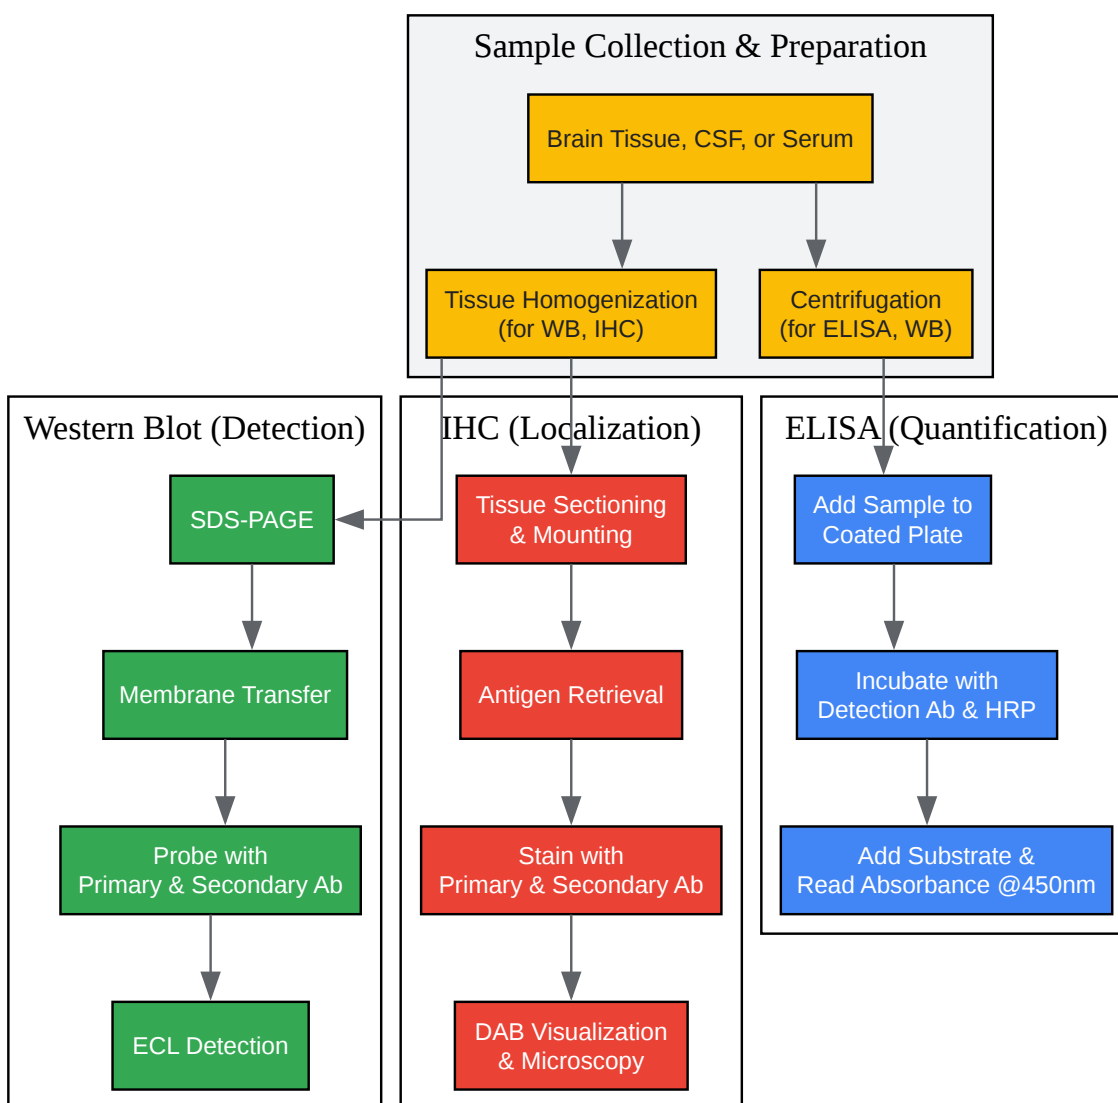 Sample Collection & Preparation
Brain Tissue, CSF, or Serum
Tissue Homogenization
(for WB, IHC)
Centrifugation
(for ELISA, WB)
Western Blot (Detection)
SDS-PAGE
Membrane Transfer
Probe with
Primary & Secondary Ab
ECL Detection
IHC (Localization)
Tissue Sectioning
& Mounting
Antigen Retrieval
Stain with
Primary & Secondary Ab
DAB Visualization
& Microscopy
ELISA (Quantification)
Add Sample to
Coated Plate
Incubate with
Detection Ab & HRP
Add Substrate &
Read Absorbance @450nm